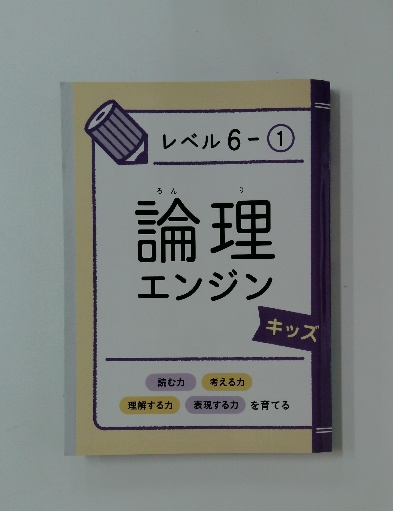 レベル6-①
ろん り
論理
エンジン
キッズ
読む力 考える力
理解する力 表現する力 を育てる